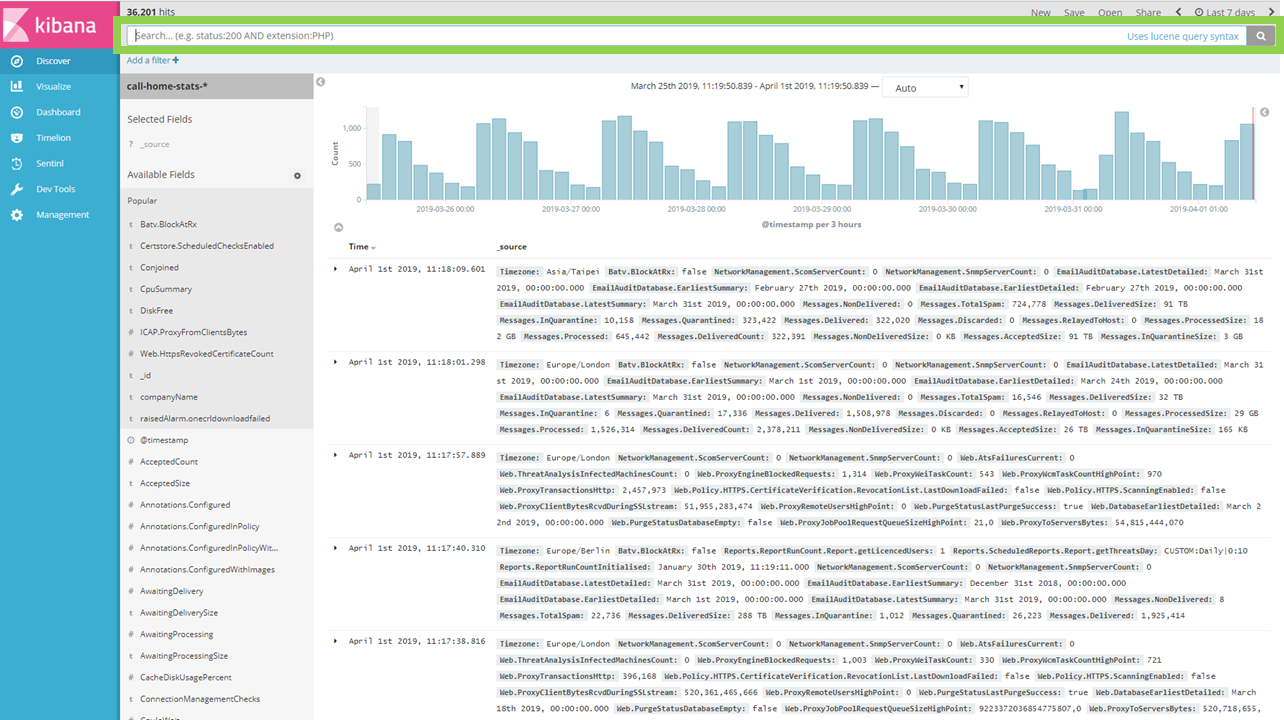 36,201 hits
New Save Open Share Last 7 days
kibana
Search... (e.g. status:200 AND extension:PHP)
Uses lucene query syntax
Add a filter +
Discover
Visualize
Dashboard
Timelion
Sentinl
Dev Tools
Management
call-home-stats-*
Selected Fields
? _source
Available Fields
Popular
t Batv.BlockAtRx
t Certstore.ScheduledChecksEnabled
t Conjoined
t CpuSummary
t DiskFree
# ICAP.ProxyFromClientsBytes
# Web.HttpsRevokedCertificateCount
t _id
t companyName
t raisedAlarm.onecrldownloadfailed
@timestamp
# AcceptedCount
t AcceptedSize
# Annotations.Configured
# Annotations.ConfiguredInPolicy
# Annotations.ConfiguredInPolicyWit...
# Annotations.ConfiguredWithImages
t AwaitingDelivery
t AwaitingDeliverySize
# AwaitingProcessing
t AwaitingProcessingSize
# CacheDiskUsagePercent
t ConnectionManagementChecks
March 25th 2019, 11:19:50.839 - April 1st 2019, 11:19:50.839 —
Auto
Count
1,000
500
0
2019-03-26 00:00 2019-03-27 00:00 2019-03-28 00:00 2019-03-29 00:00 2019-03-30 00:00 2019-03-31 00:00 2019-04-01 01:00
@timestamp per 3 hours
Time _source
April 1st 2019, 11:18:09.601
Timezone: Asia/Taipei Batv.BlockAtRx: false NetworkManagement.ScomServerCount: 0 NetworkManagement.SnmpServerCount: 0 EmailAuditDatabase.LatestDetailed: March 31st
2019, 00:00:00.000 EmailAuditDatabase.EarliestSummary: February 27th 2019, 00:00:00.000 EmailAuditDatabase.EarliestDetailed: February 27th 2019, 00:00:00.000
EmailAuditDatabase.LatestSummary: March 31st 2019, 00:00:00.000 Messages.NonDelivered: 0 Messages.TotalSpam: 724,778 Messages.DeliveredSize: 91 TB
Messages.InQuarantine: 10,158 Messages.Quarantined: 323,422 Messages.Delivered: 322,020 Messages.Discarded: 0 Messages.RelayedToHost: 0 Messages.ProcessedSize: 18
2 GB Messages.Processed: 645,442 Messages.DeliveredCount: 322,391 Messages.NonDeliveredSize: 0 KB Messages.AcceptedSize: 91 TB Messages.InQuarantineSize: 3 GB
April 1st 2019, 11:18:01.298
Timezone: Europe/London Batv.BlockAtRx: false NetworkManagement.ScomServerCount: 0 NetworkManagement.SnmpServerCount: 0 EmailAuditDatabase.LatestDetailed: March 31
st 2019, 00:00:00.000 EmailAuditDatabase.EarliestSummary: March 1st 2019, 00:00:00.000 EmailAuditDatabase.EarliestDetailed: March 24th 2019, 00:00:00.000
EmailAuditDatabase.LatestSummary: March 31st 2019, 00:00:00.000 Messages.NonDelivered: 0 Messages.TotalSpam: 16,546 Messages.DeliveredSize: 32 TB
Messages.InQuarantine: 6 Messages.Quarantined: 17,336 Messages.Delivered: 1,508,978 Messages.Discarded: 0 Messages.RelayedToHost: 0 Messages.ProcessedSize: 29 GB
Messages.Processed: 1,526,314 Messages.DeliveredCount: 2,378,211 Messages.NonDeliveredSize: 0 KB Messages.AcceptedSize: 26 TB Messages.InQuarantineSize: 165 KB
April 1st 2019, 11:17:57.889
Timezone: Europe/London NetworkManagement.ScomServerCount: 0 NetworkManagement.SnmpServerCount: 0 Web.AtsFailuresCurrent: 0
Web.ThreatAnalysisInfectedMachinesCount: 0 Web.ProxyEngineBlockedRequests: 1,314 Web.ProxyWeiTaskCount: 543 Web.ProxyWcmTaskCountHighPoint: 970
Web.ProxyTransactionsHttp: 2,457,973 Web.Policy.HTTPS.CertificateVerification.RevocationList.LastDownloadFailed: false Web.Policy.HTTPS.ScanningEnabled: false
Web.ProxyClientBytesRcvdDuringSSLstream: 51,955,283,474 Web.ProxyRemoteUsersHighPoint: 0 Web.PurgeStatusLastPurgeSuccess: true Web.DatabaseEarliestDetailed: March 2
2nd 2019, 00:00:00.000 Web.PurgeStatusDatabaseEmpty: false Web.ProxyJobPoolRequestQueueSizeHighPoint: 21,0 Web.ProxyToServersBytes: 54,815,444,070
April 1st 2019, 11:17:40.310
Timezone: Europe/Berlin Batv.BlockAtRx: false Reports.ReportRunCount.Report.getLicencedUsers: 1 Reports.ScheduledReports.Report.getThreatsDay: CUSTOM:Daily|0:10
Reports.ReportRunCountInitialised: January 30th 2019, 11:19:11.000 NetworkManagement.ScomServerCount: 0 NetworkManagement.SnmpServerCount: 0
EmailAuditDatabase.LatestDetailed: March 31st 2019, 00:00:00.000 EmailAuditDatabase.EarliestSummary: December 31st 2018, 00:00:00.000
EmailAuditDatabase.EarliestDetailed: March 1st 2019, 00:00:00.000 EmailAuditDatabase.LatestSummary: March 31st 2019, 00:00:00.000 Messages.NonDelivered: 8
Messages.TotalSpam: 22,736 Messages.DeliveredSize: 288 TB Messages.InQuarantine: 1,012 Messages.Quarantined: 26,223 Messages.Delivered: 1,925,414
April 1st 2019, 11:17:38.816
Timezone: Europe/London NetworkManagement.ScomServerCount: 0 NetworkManagement.SnmpServerCount: 0 Web.AtsFailuresCurrent: 0
Web.ThreatAnalysisInfectedMachinesCount: 0 Web.ProxyEngineBlockedRequests: 1,003 Web.ProxyWeiTaskCount: 330 Web.ProxyWcmTaskCountHighPoint: 721
Web.ProxyTransactionsHttp: 396,168 Web.Policy.HTTPS.CertificateVerification.RevocationList.LastDownloadFailed: false Web.Policy.HTTPS.ScanningEnabled: false
Web.ProxyClientBytesRcvdDuringSSLstream: 520,361,465,666 Web.ProxyRemoteUsersHighPoint: 0 Web.PurgeStatusLastPurgeSuccess: true Web.DatabaseEarliestDetailed: March
18th 2019, 00:00:00.000 Web.PurgeStatusDatabaseEmpty: false Web.ProxyJobPoolRequestQueueSizeHighPoint: 9223372036854775807,0 Web.ProxyToServersBytes: 520,718,655,